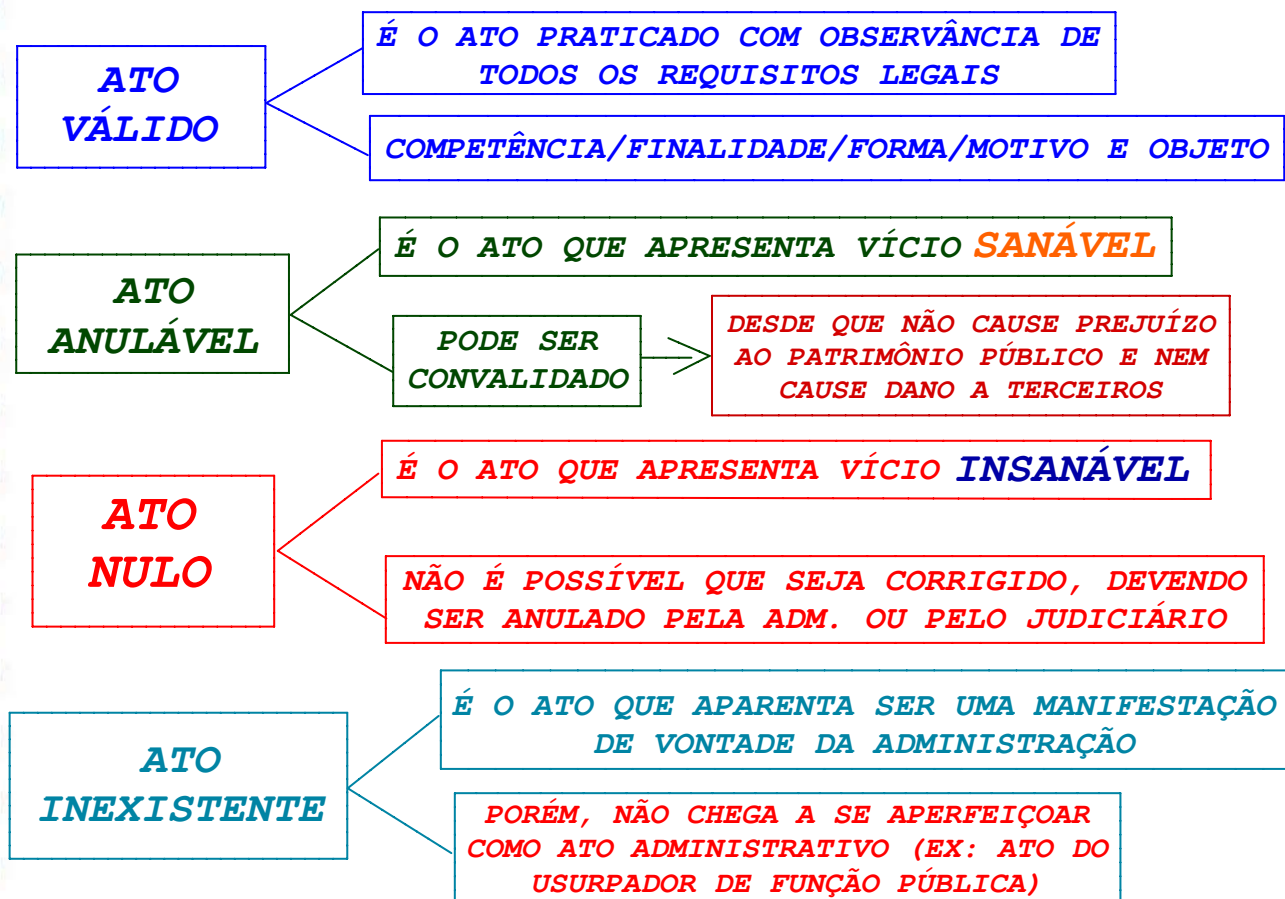 ATO
VÁLIDO
É O ATO PRATICADO COM OBSERVÂNCIA DE
TODOS OS REQUISITOS LEGAIS
COMPETÊNCIA/FINALIDADE/FORMA/MOTIVO E OBJETO
ATO
ANULÁVEL
É O ATO QUE APRESENTA VÍCIO SANÁVEL
PODE SER
CONVALIDADO
DESDE QUE NÃO CAUSE PREJUÍZO
AO PATRIMÔNIO PÚBLICO E NEM
CAUSE DANO A TERCEIROS
ATO
NULO
É O ATO QUE APRESENTA VÍCIO INSANÁVEL
NÃO É POSSÍVEL QUE SEJA CORRIGIDO, DEVENDO
SER ANULADO PELA ADM. OU PELO JUDICIÁRIO
ATO
INEXISTENTE
É O ATO QUE APARENTA SER UMA MANIFESTAÇÃO
DE VONTADE DA ADMINISTRAÇÃO
PORÉM, NÃO CHEGA A SE APERFEIÇOAR
COMO ATO ADMINISTRATIVO (EX: ATO DO
USURPADOR DE FUNÇÃO PÚBLICA)